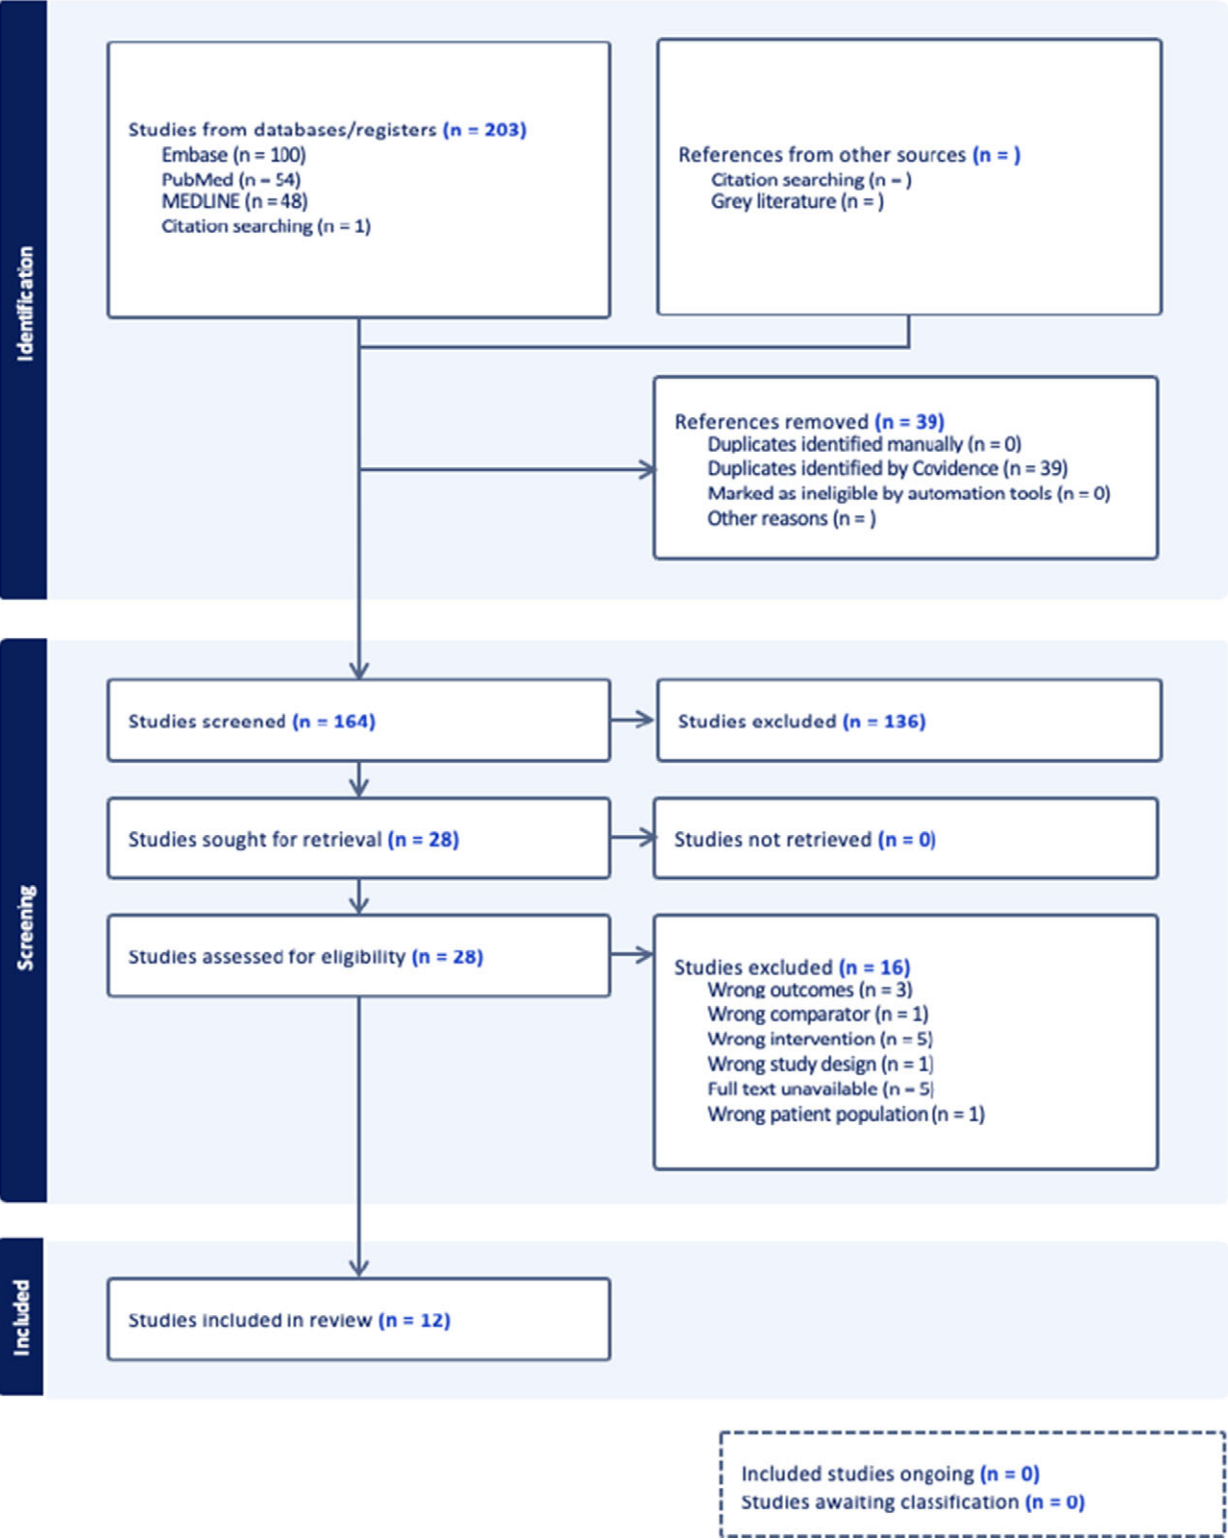 Identification
Studies from databases/registers (n = 203)
Embase (n = 100)
PubMed (n = 54)
MEDLINE (n = 48)
Citation searching (n = 1)
References from other sources (n = )
Citation searching (n = )
Grey literature (n = )
References removed (n = 39)
Duplicates identified manually (n = 0)
Duplicates identified by Covidence (n = 39)
Marked as ineligible by automation tools (n = 0)
Other reasons (n = )
Screening
Studies screened (n = 164)
Studies excluded (n = 136)
Studies sought for retrieval (n = 28)
Studies not retrieved (n = 0)
Studies assessed for eligibility (n = 28)
Studies excluded (n = 16)
Wrong outcomes (n = 3)
Wrong comparator (n = 1)
Wrong intervention (n = 5)
Wrong study design (n = 1)
Full text unavailable (n = 5)
Wrong patient population (n = 1)
Included
Studies included in review (n = 12)
Included studies ongoing (n = 0)
Studies awaiting classification (n = 0)